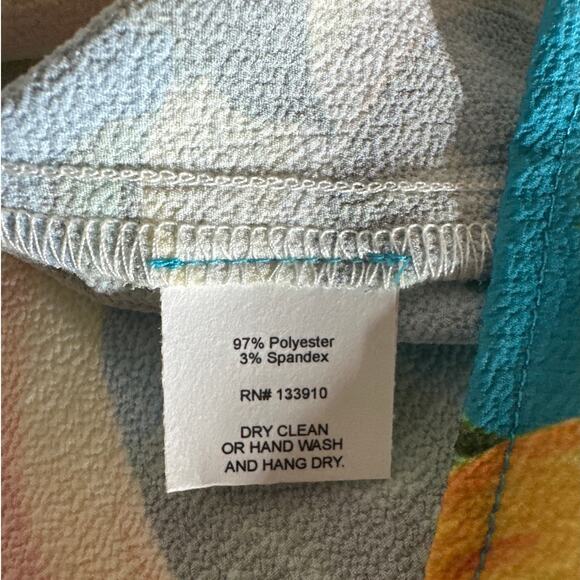 97% Polyester
3% Spandex
RN# 133910
DRY CLEAN
OR HAND WASH
AND HANG DRY.